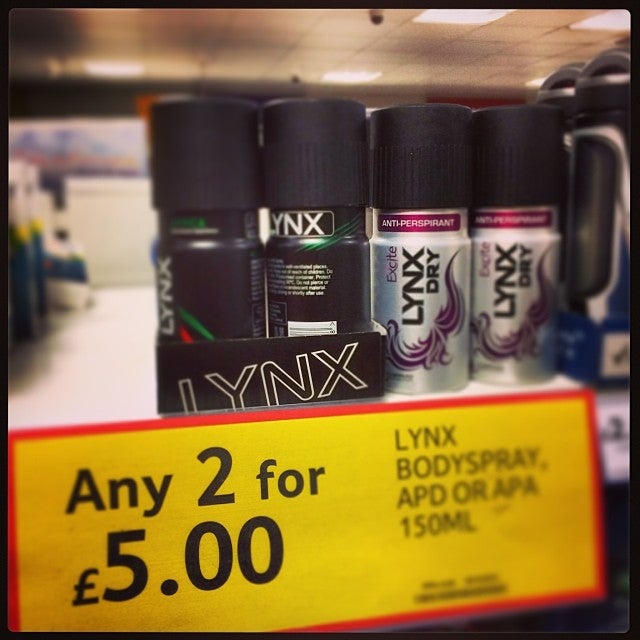 LYNX
LYNX
ANTI-PERSPIRANT
Excite
LYNX
DRY
ANTI-PERSPIRANT
Excite
LYNX
DRY
LYNX
Any 2 for
£5.00
LYNX
BODYSPRAY,
APD OR APA
150ML